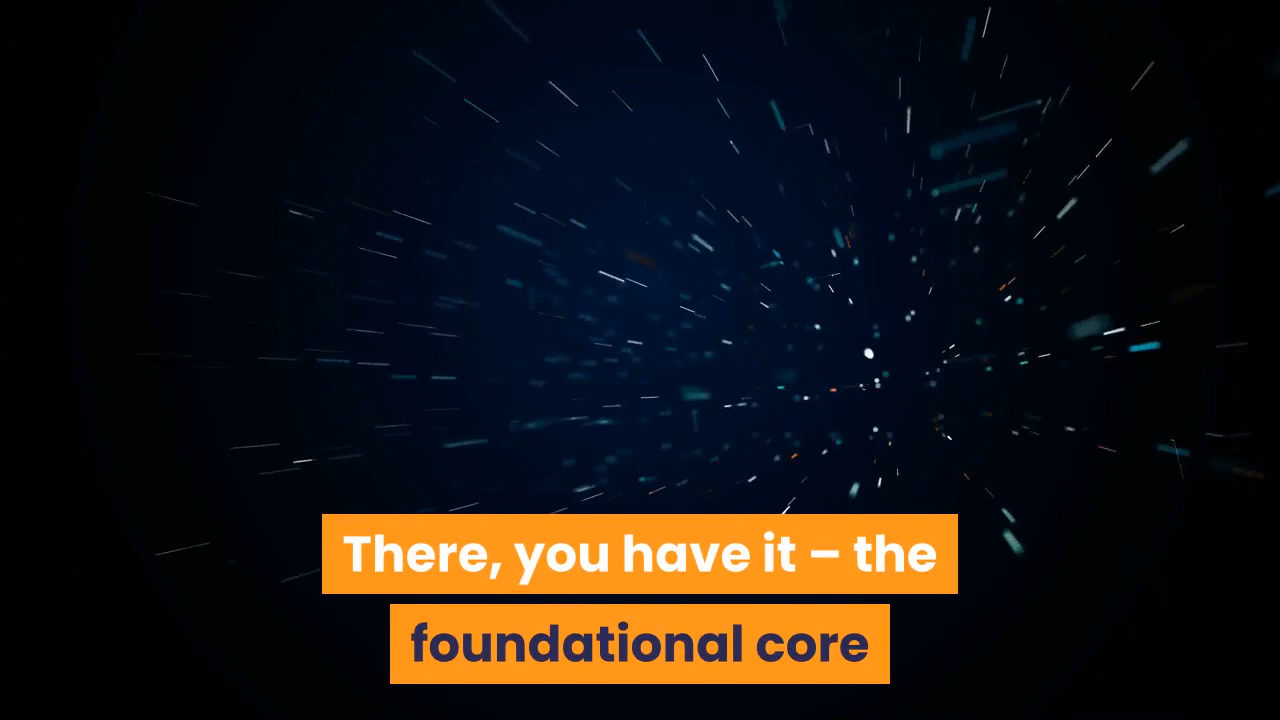 There, you have it – the
foundational core